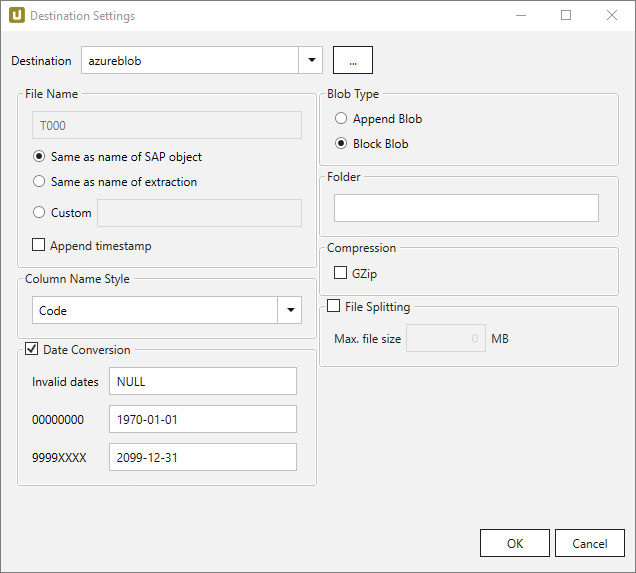 Destination Settings
Destination azureblob ...
File Name
T000
Same as name of SAP object
Same as name of extraction
Custom
Append timestamp
Column Name Style
Code
Date Conversion
Invalid dates NULL
00000000 1970-01-01
9999XXXX 2099-12-31
Blob Type
Append Blob
Block Blob
Folder
Compression
GZip
File Splitting
Max. file size 0 MB
OK Cancel